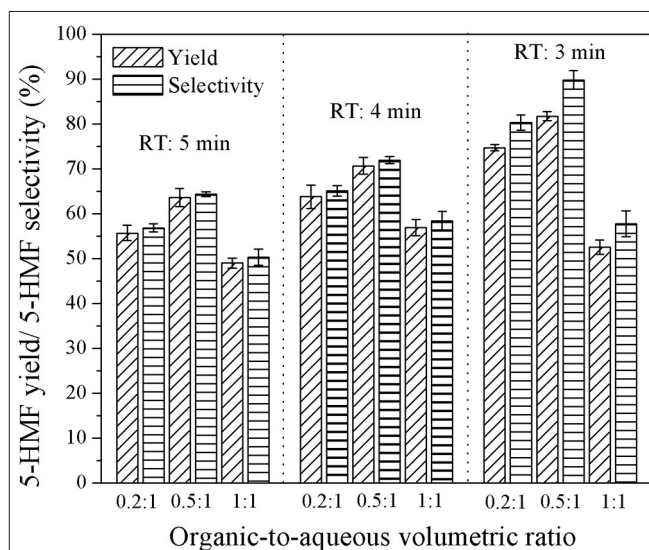 5-HMF yield/ 5-HMF selectivity (%)
100
90
80
70
60
50
40
30
20
10
0
Yield
Selectivity
RT: 5 min
RT: 4 min
RT: 3 min
0.2:1 0.5:1 1:1 0.2:1 0.5:1 1:1 0.2:1 0.5:1 1:1
Organic-to-aqueous volumetric ratio